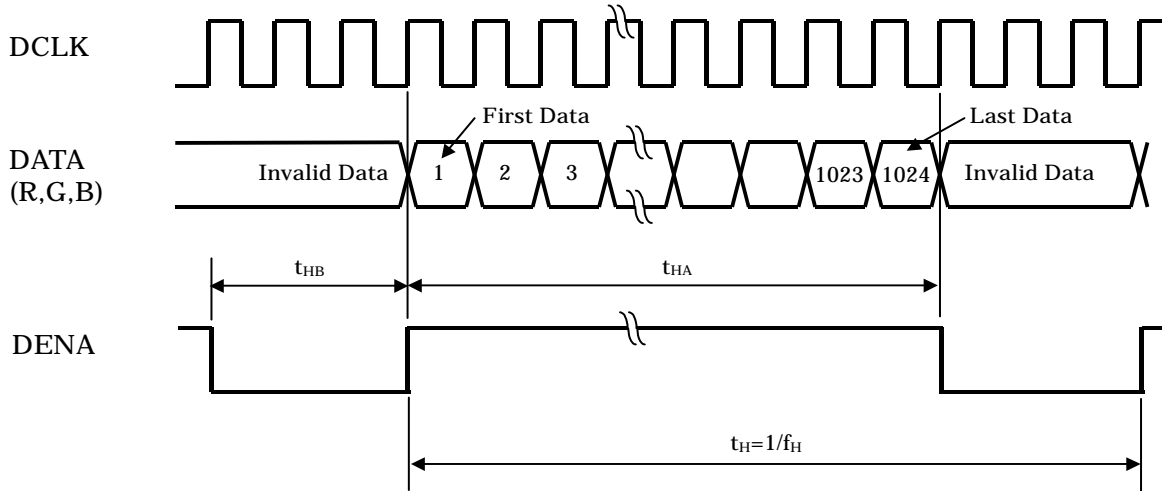 DCLK
First Data
Last Data
DATA
(R,G,B)
Invalid Data
1
2
3
1023
1024
Invalid Data
tHB
tHA
DENA
tH=1/fH